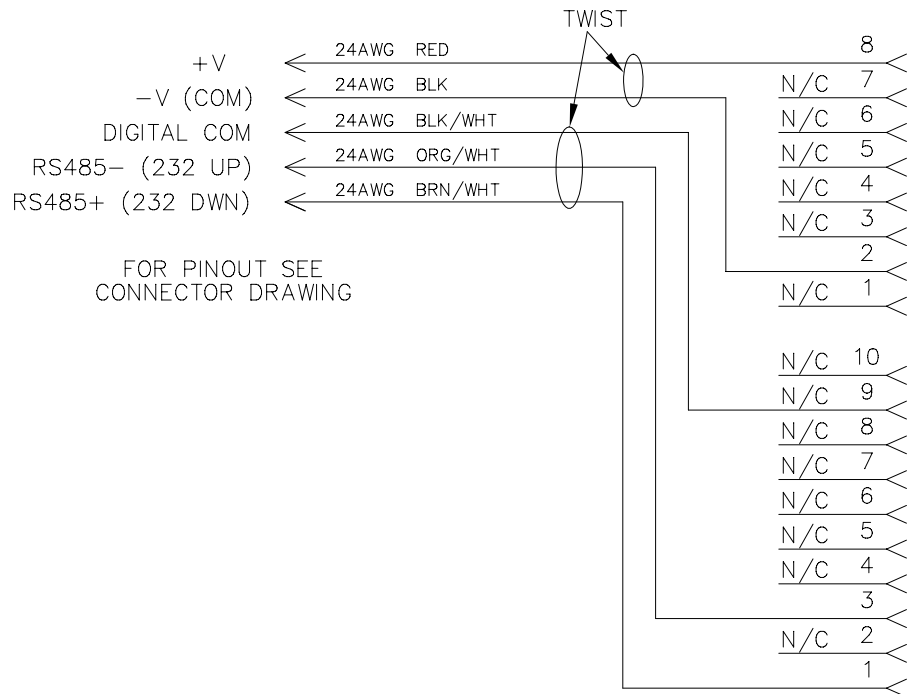 TWIST
+V 24AWG RED 8
-V (COM) 24AWG BLK N/C 7
DIGITAL COM 24AWG BLK/WHT N/C 6
RS485- (232 UP) 24AWG ORG/WHT N/C 5
RS485+ (232 DWN) 24AWG BRN/WHT N/C 4
N/C 3
2
FOR PINOUT SEE
CONNECTOR DRAWING
N/C 1
N/C 10
N/C 9
N/C 8
N/C 7
N/C 6
N/C 5
N/C 4
3
N/C 2
1